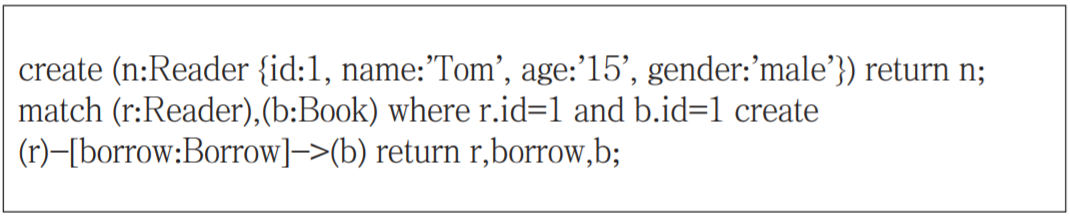 create (n:Reader {id:1, name:’Tom’, age:’15’, gender:’male’}) return n;
match (r:Reader),(b:Book) where r.id=1 and b.id=1 create
(r)–[borrow:Borrow]–>(b) return r,borrow,b;